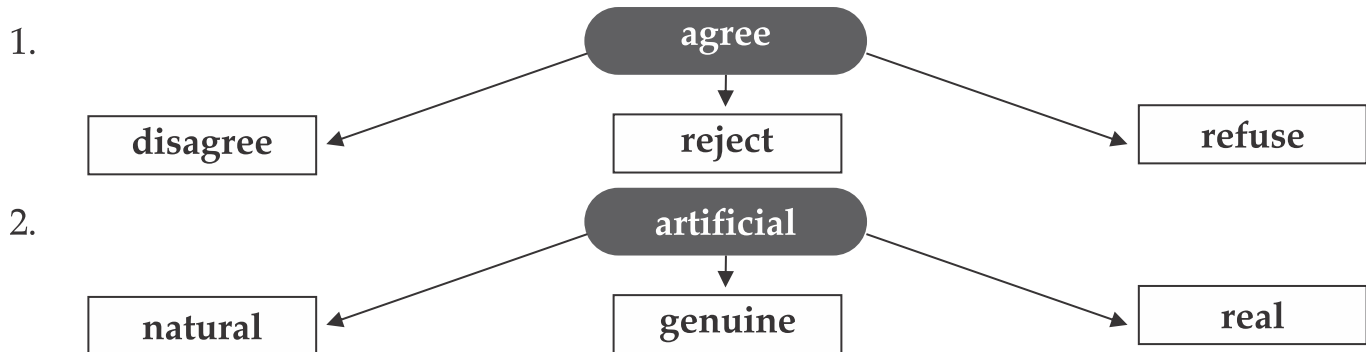 1.
agree
disagree
reject
refuse
2.
artificial
natural
genuine
real